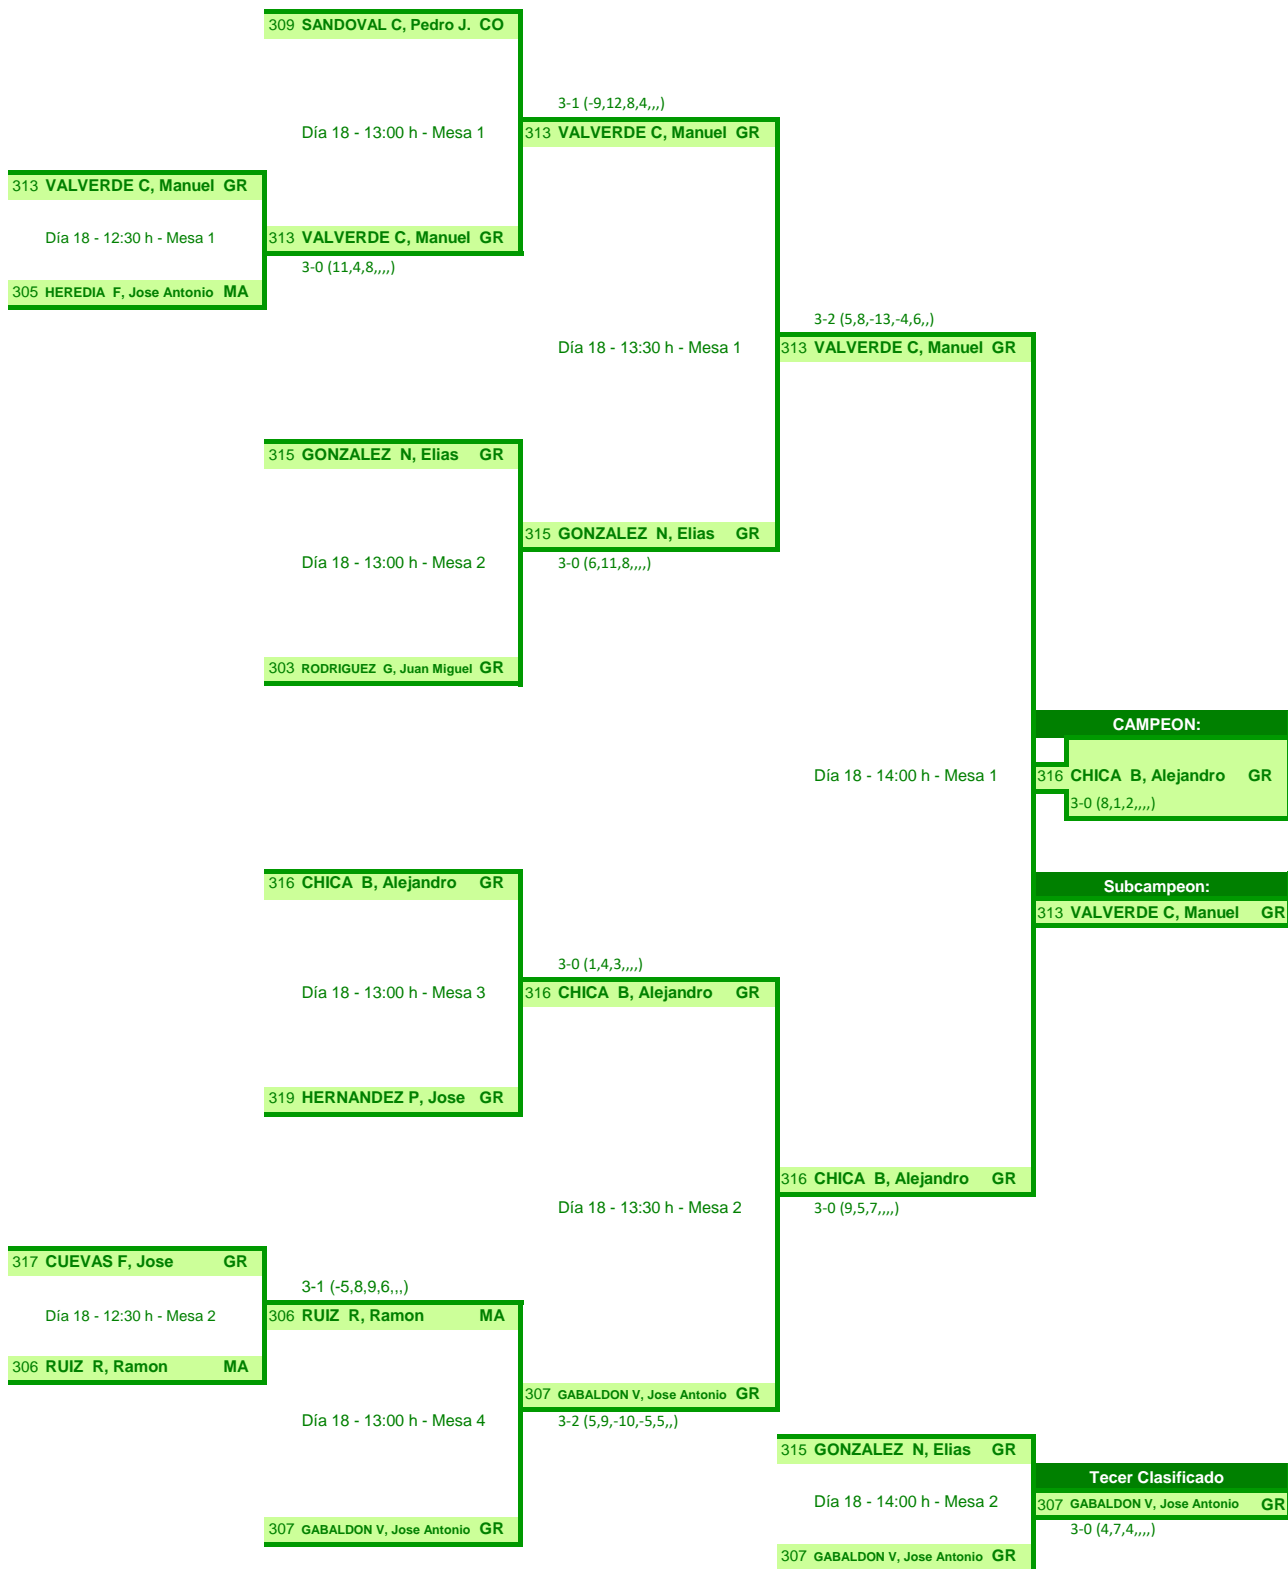 309 SANDOVAL C, Pedro J. CO
3-1 (-9,12,8,4,,,)
Día 18 - 13:00 h - Mesa 1
313 VALVERDE C, Manuel GR
313 VALVERDE C, Manuel GR
Día 18 - 12:30 h - Mesa 1
313 VALVERDE C, Manuel GR
3-0 (11,4,8,,,,)
305 HEREDIA F, Jose Antonio MA
3-2 (5,8,-13,-4,6,,)
Día 18 - 13:30 h - Mesa 1
313 VALVERDE C, Manuel GR
315 GONZALEZ N, Elias GR
315 GONZALEZ N, Elias GR
Día 18 - 13:00 h - Mesa 2
3-0 (6,11,8,,,,)
303 RODRIGUEZ G, Juan Miguel GR
CAMPEON:
Día 18 - 14:00 h - Mesa 1
316 CHICA B, Alejandro GR
3-0 (8,1,2,,,,)
316 CHICA B, Alejandro GR
Subcampeon:
313 VALVERDE C, Manuel GR
3-0 (1,4,3,,,,)
Día 18 - 13:00 h - Mesa 3
316 CHICA B, Alejandro GR
319 HERNANDEZ P, Jose GR
316 CHICA B, Alejandro GR
Día 18 - 13:30 h - Mesa 2
3-0 (9,5,7,,,,)
317 CUEVAS F, Jose GR
3-1 (-5,8,9,6,,,)
Día 18 - 12:30 h - Mesa 2
306 RUIZ R, Ramon MA
306 RUIZ R, Ramon MA
307 GABALDON V, Jose Antonio GR
Día 18 - 13:00 h - Mesa 4
3-2 (5,9,-10,-5,5,,)
315 GONZALEZ N, Elias GR
Tecer Clasificado
Día 18 - 14:00 h - Mesa 2
307 GABALDON V, Jose Antonio GR
307 GABALDON V, Jose Antonio GR
3-0 (4,7,4,,,,)
307 GABALDON V, Jose Antonio GR